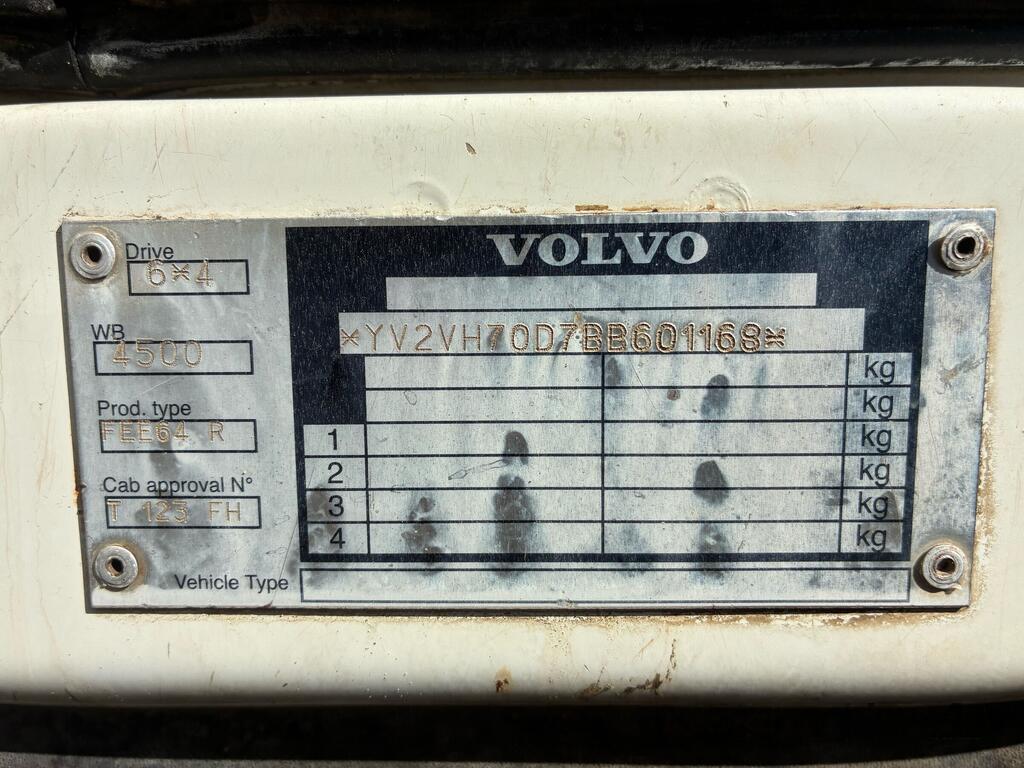 VOLVO
Drive
6*4
WB
4500
*YV2VH70D7BB601168*
Prod. type
FEE64 R
Cab approval N°
T 123 FH
kg
kg
1 kg
2 kg
3 kg
4 kg
Vehicle Type